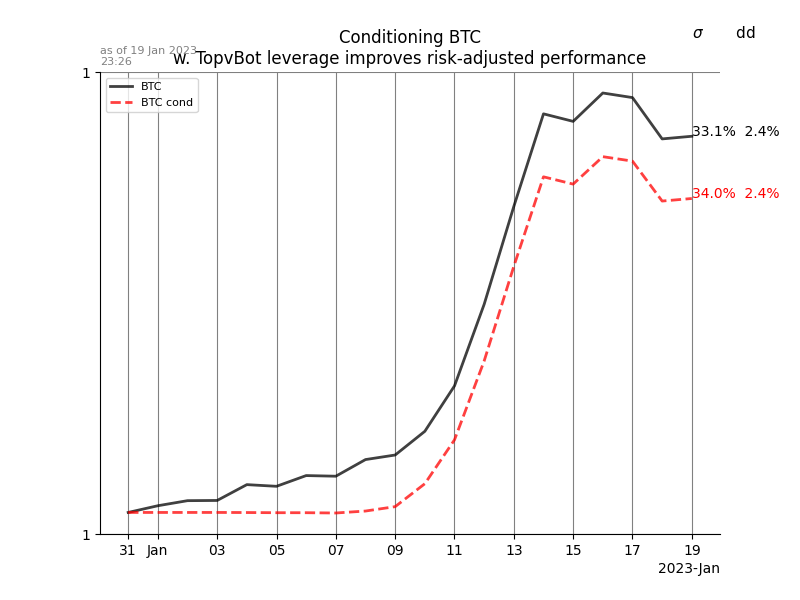 Conditioning BTC
w. TopvBot leverage improves risk-adjusted performance
σ dd
as of 19 Jan 2023
23:26
1
BTC
BTC cond
33.1% 2.4%
34.0% 2.4%
1
31 Jan 03 05 07 09 11 13 15 17 19
2023-Jan